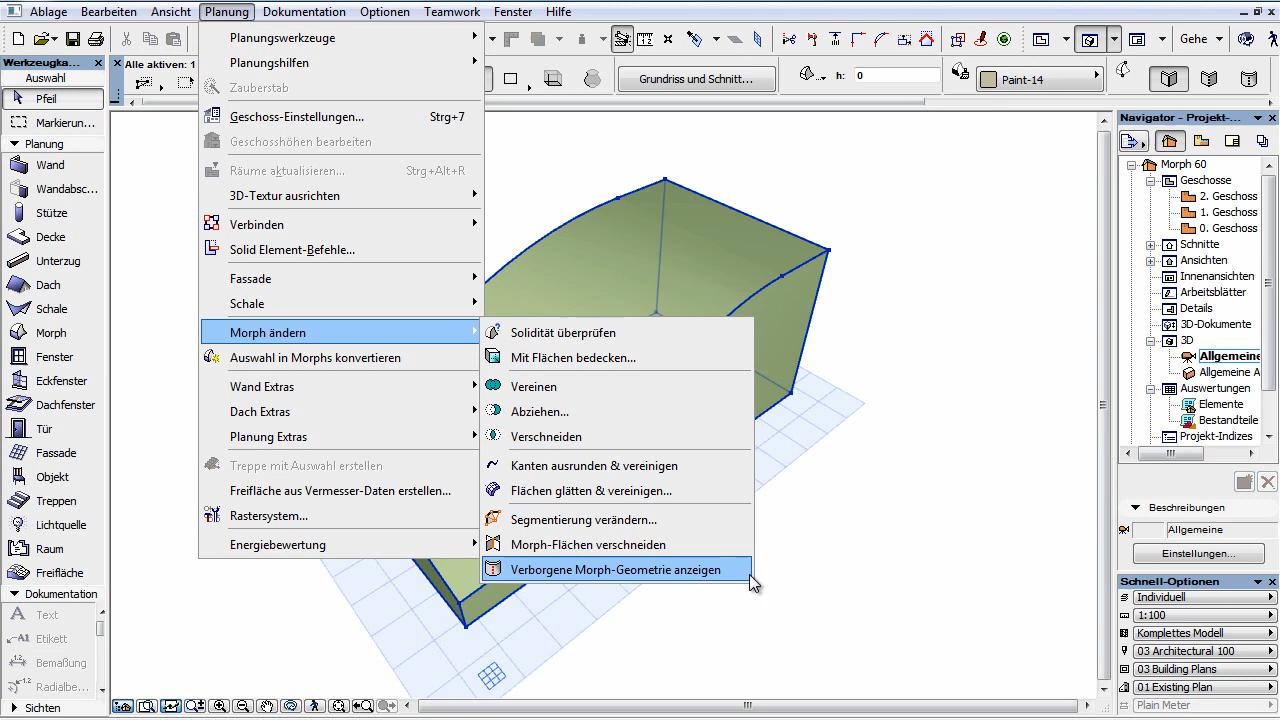 Ablage Bearbeiten Ansicht Planung Dokumentation Optionen Teamwork Fenster Hilfe
Gehe
Werkzeugka...
Auswahl
Pfeil
Markierun...
Planung
Wand
Wandabsc...
Stütze
Decke
Unterzug
Dach
Schale
Morph
Fenster
Eckfenster
Dachfenster
Tür
Fassade
Objekt
Treppen
Lichtquelle
Raum
Freifläche
Dokumentation
Text
Etikett
Bemaßung
Radialbe...
Sichten
Alle aktiven: 1
Planungswerkzeuge
Planungshilfen
Zauberstab
Geschoss-Einstellungen... Strg+7
Geschosshöhen bearbeiten
Räume aktualisieren... Strg+Alt+R
3D-Textur ausrichten
Verbinden
Solid Element-Befehle...
Fassade
Schale
Morph ändern
Auswahl in Morphs konvertieren
Wand Extras
Dach Extras
Planung Extras
Treppe mit Auswahl erstellen
Freifläche aus Vermesser-Daten erstellen...
Rastersystem...
Energiebewertung
Solidität überprüfen
Mit Flächen bedecken...
Vereinen
Abziehen...
Verschneiden
Kanten ausrunden & vereinigen
Flächen glätten & vereinigen...
Segmentierung verändern...
Morph-Flächen verschneiden
Verborgene Morph-Geometrie anzeigen
Grundriss und Schnitt...
h: 0
Paint-14
Navigator - Projekt-...
Morph 60
Geschosse
2. Geschoss
1. Geschoss
0. Geschoss
Schnitte
Ansichten
Innenansichten
Arbeitsblätter
Details
3D-Dokumente
3D
Allgemeine
Allgemeine A
Auswertungen
Elemente
Bestandteile
Projekt-Indizes
Beschreibungen
Allgemeine
Einstellungen...
Schnell-Optionen
Individuell
1:100
Komplettes Modell
03 Architectural 100
03 Building Plans
01 Existing Plan
Plain Meter